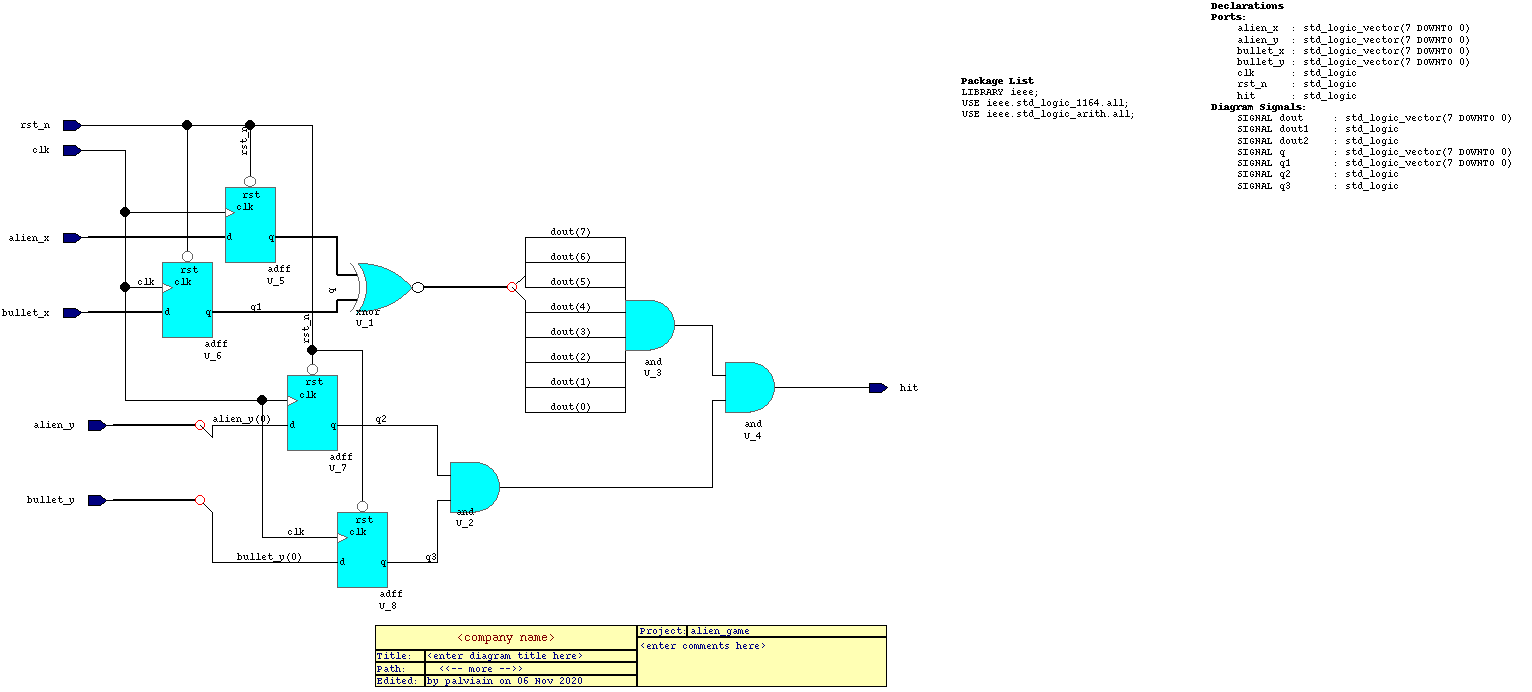 Declarations
Ports:
alien_x : std_logic_vector(7 DOWNTO 0)
alien_y : std_logic_vector(7 DOWNTO 0)
bullet_x : std_logic_vector(7 DOWNTO 0)
bullet_y : std_logic_vector(7 DOWNTO 0)
clk : std_logic
rst_n : std_logic
hit : std_logic
Diagram Signals:
SIGNAL dout : std_logic_vector(7 DOWNTO 0)
SIGNAL dout1 : std_logic
SIGNAL dout2 : std_logic
SIGNAL q : std_logic_vector(7 DOWNTO 0)
SIGNAL q1 : std_logic_vector(7 DOWNTO 0)
SIGNAL q2 : std_logic
SIGNAL q3 : std_logic
Package List
LIBRARY ieee;
USE ieee.std_logic_1164.all;
USE ieee.std_logic_arith.all;
rst_n
clk
rst_n
rst
clk
alien_x
d q
adff
U_5
rst
clk
clk
bullet_x
d q
q1
adff
U_6
q
xnor
U_1
dout(7)
dout(6)
dout(5)
dout(4)
dout(3)
dout(2)
dout(1)
dout(0)
and
U_3
and
U_4
hit
rst_n
rst
clk
alien_y
alien_y(0)
d q
q2
adff
U_7
bullet_y
and
U_2
rst
clk
clk
bullet_y(0)
d q
q3
adff
U_8
<company name>
Title: <enter diagram title here>
Path: <<-- more -->>
Edited: by palviain on 06 Nov 2020
Project: alien_game
<enter comments here>